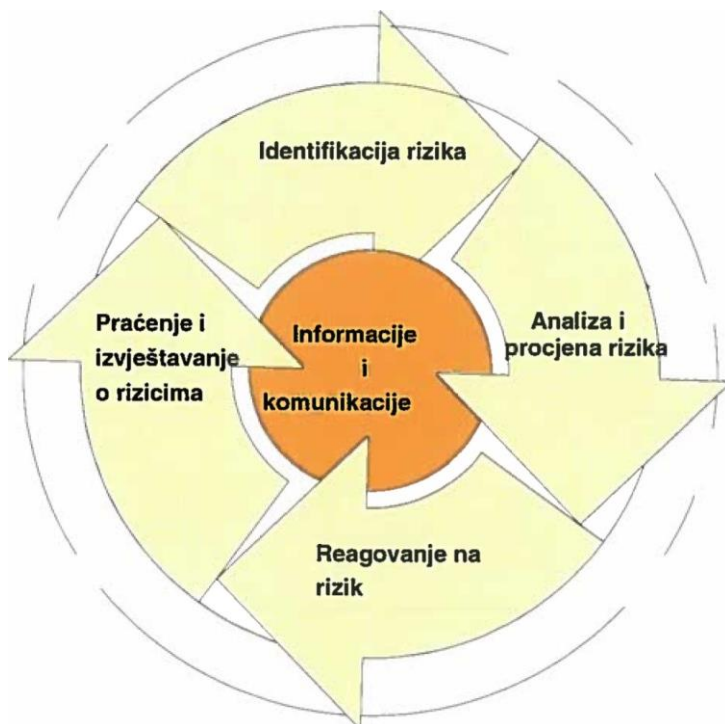 Identifikacija rizika
Analiza i
procjena rizika
Reagovanje na
rizik
Praćenje i
izvještavanje
o rizicima
Informacije
i
komunikacije